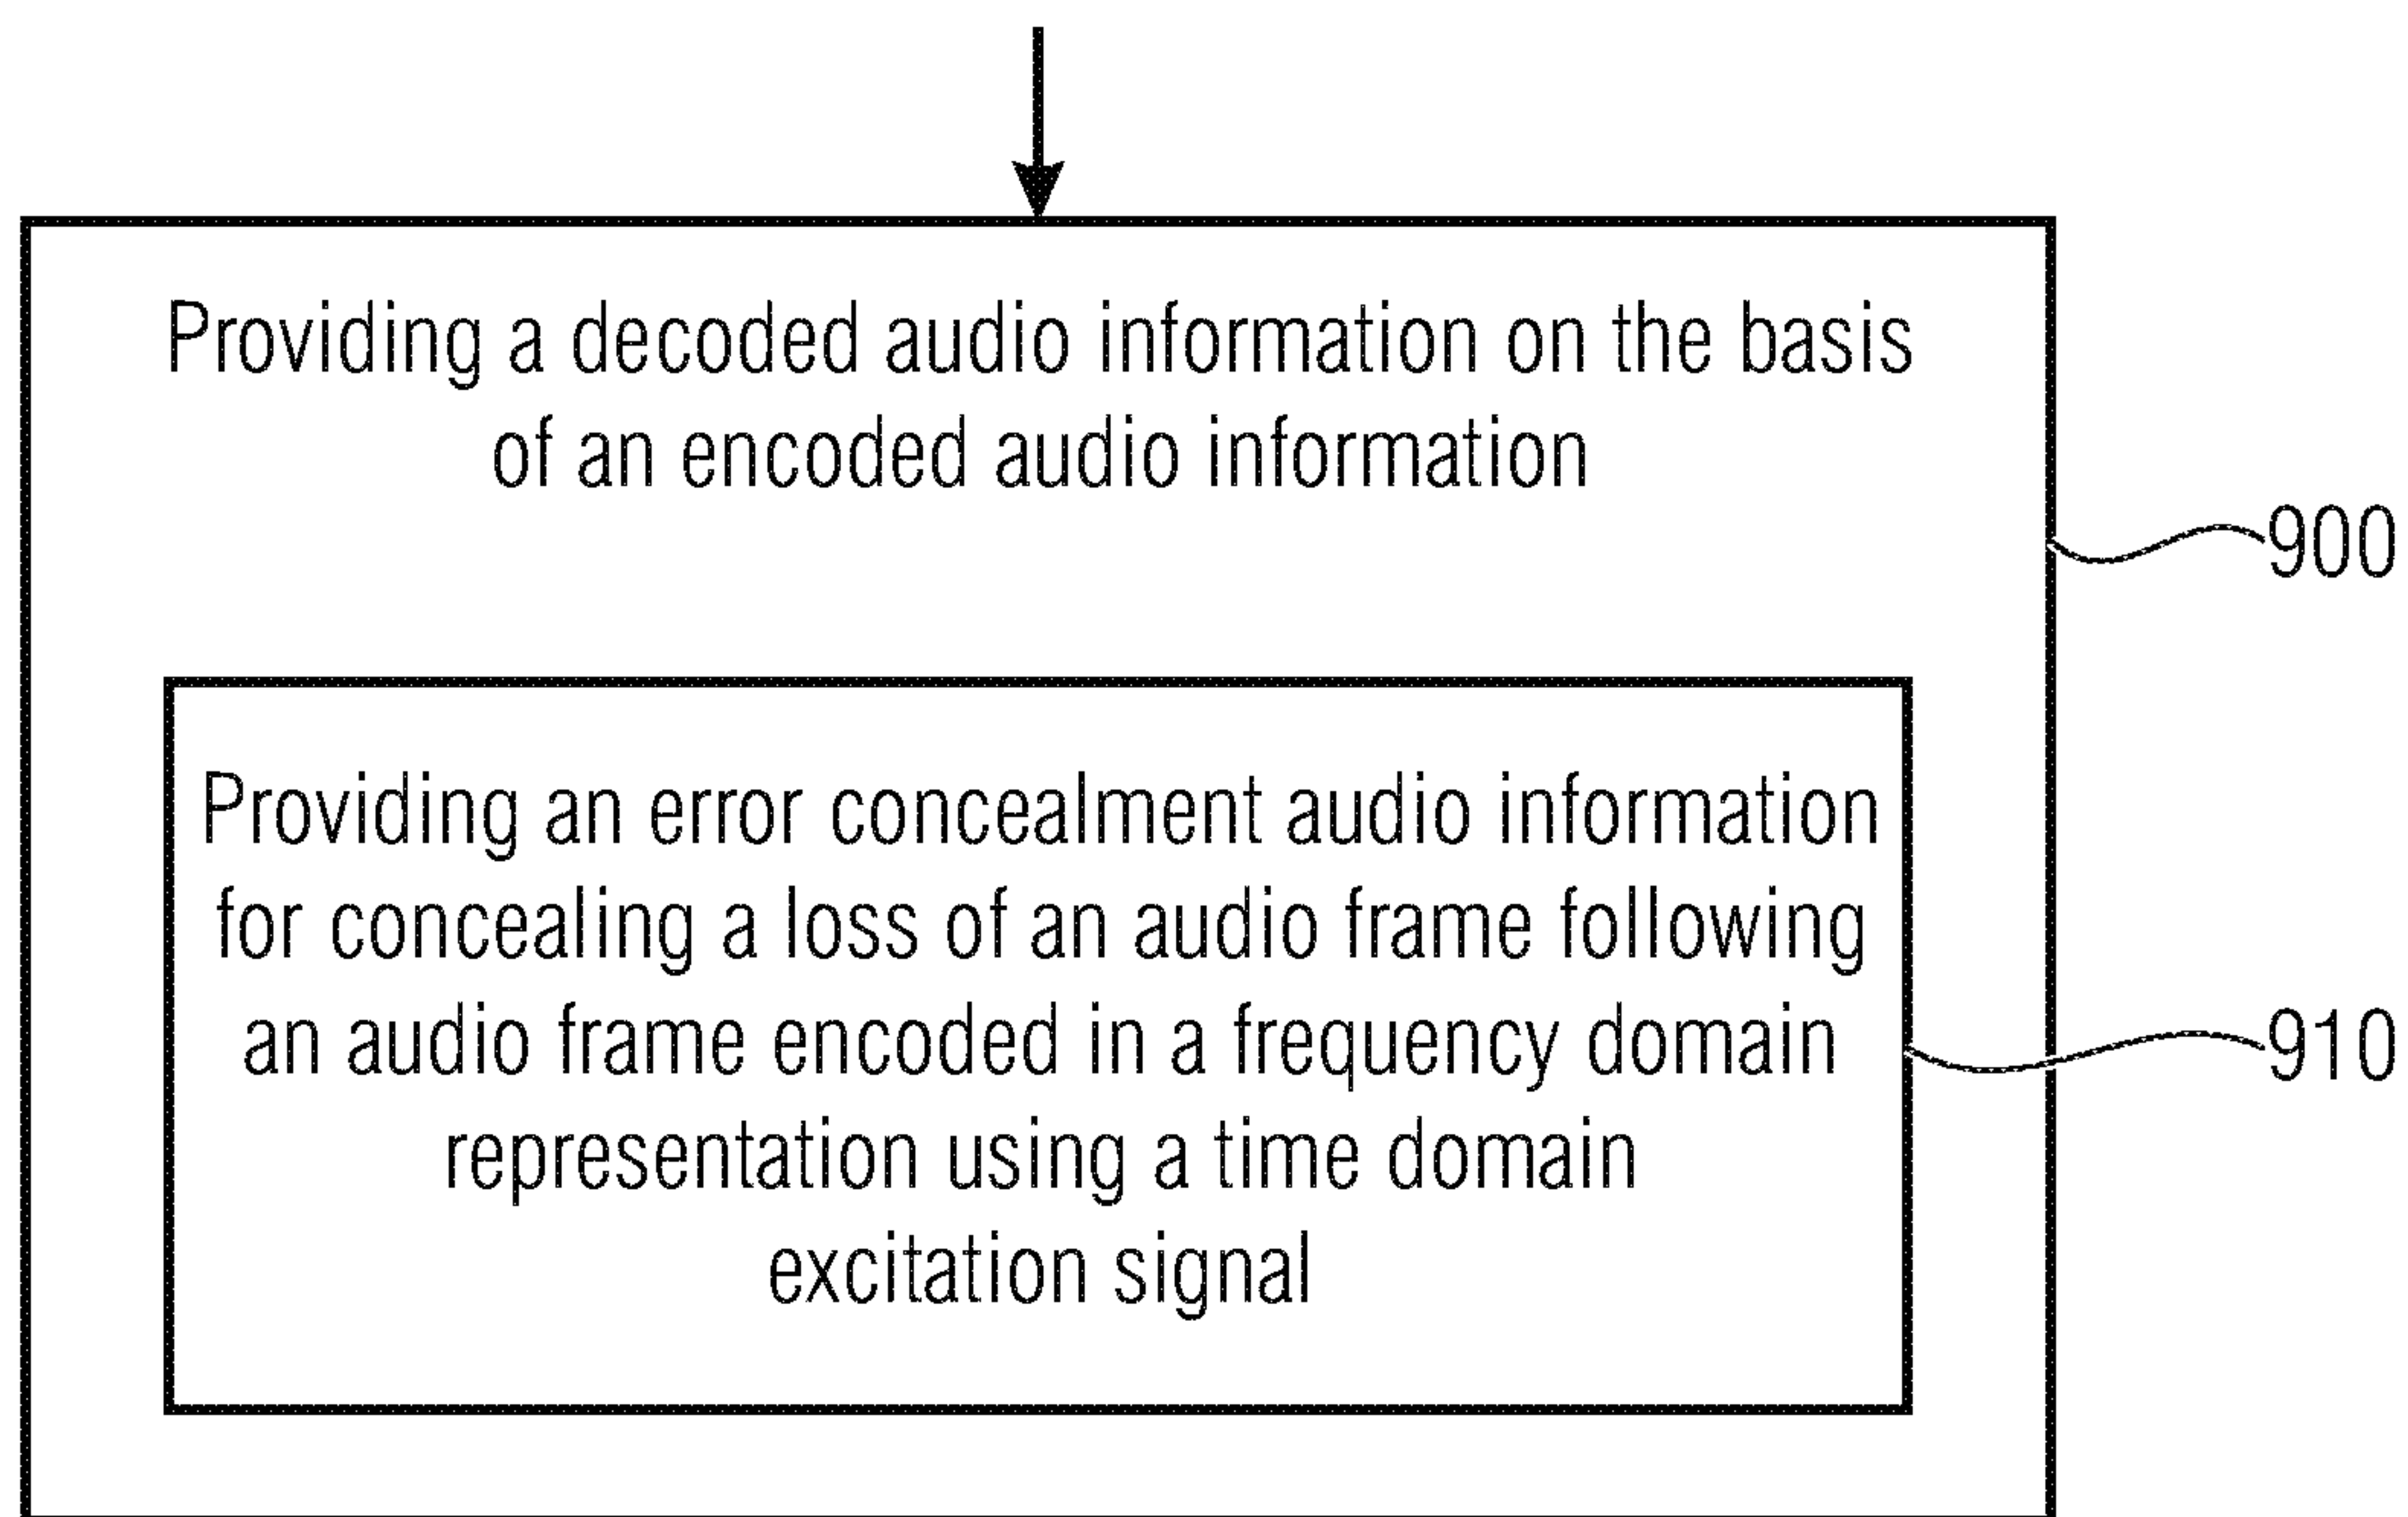 Providing a decoded audio information on the basis
of an encoded audio information
900
Providing an error concealment audio information
for concealing a loss of an audio frame following
an audio frame encoded in a frequency domain
representation using a time domain
excitation signal
910